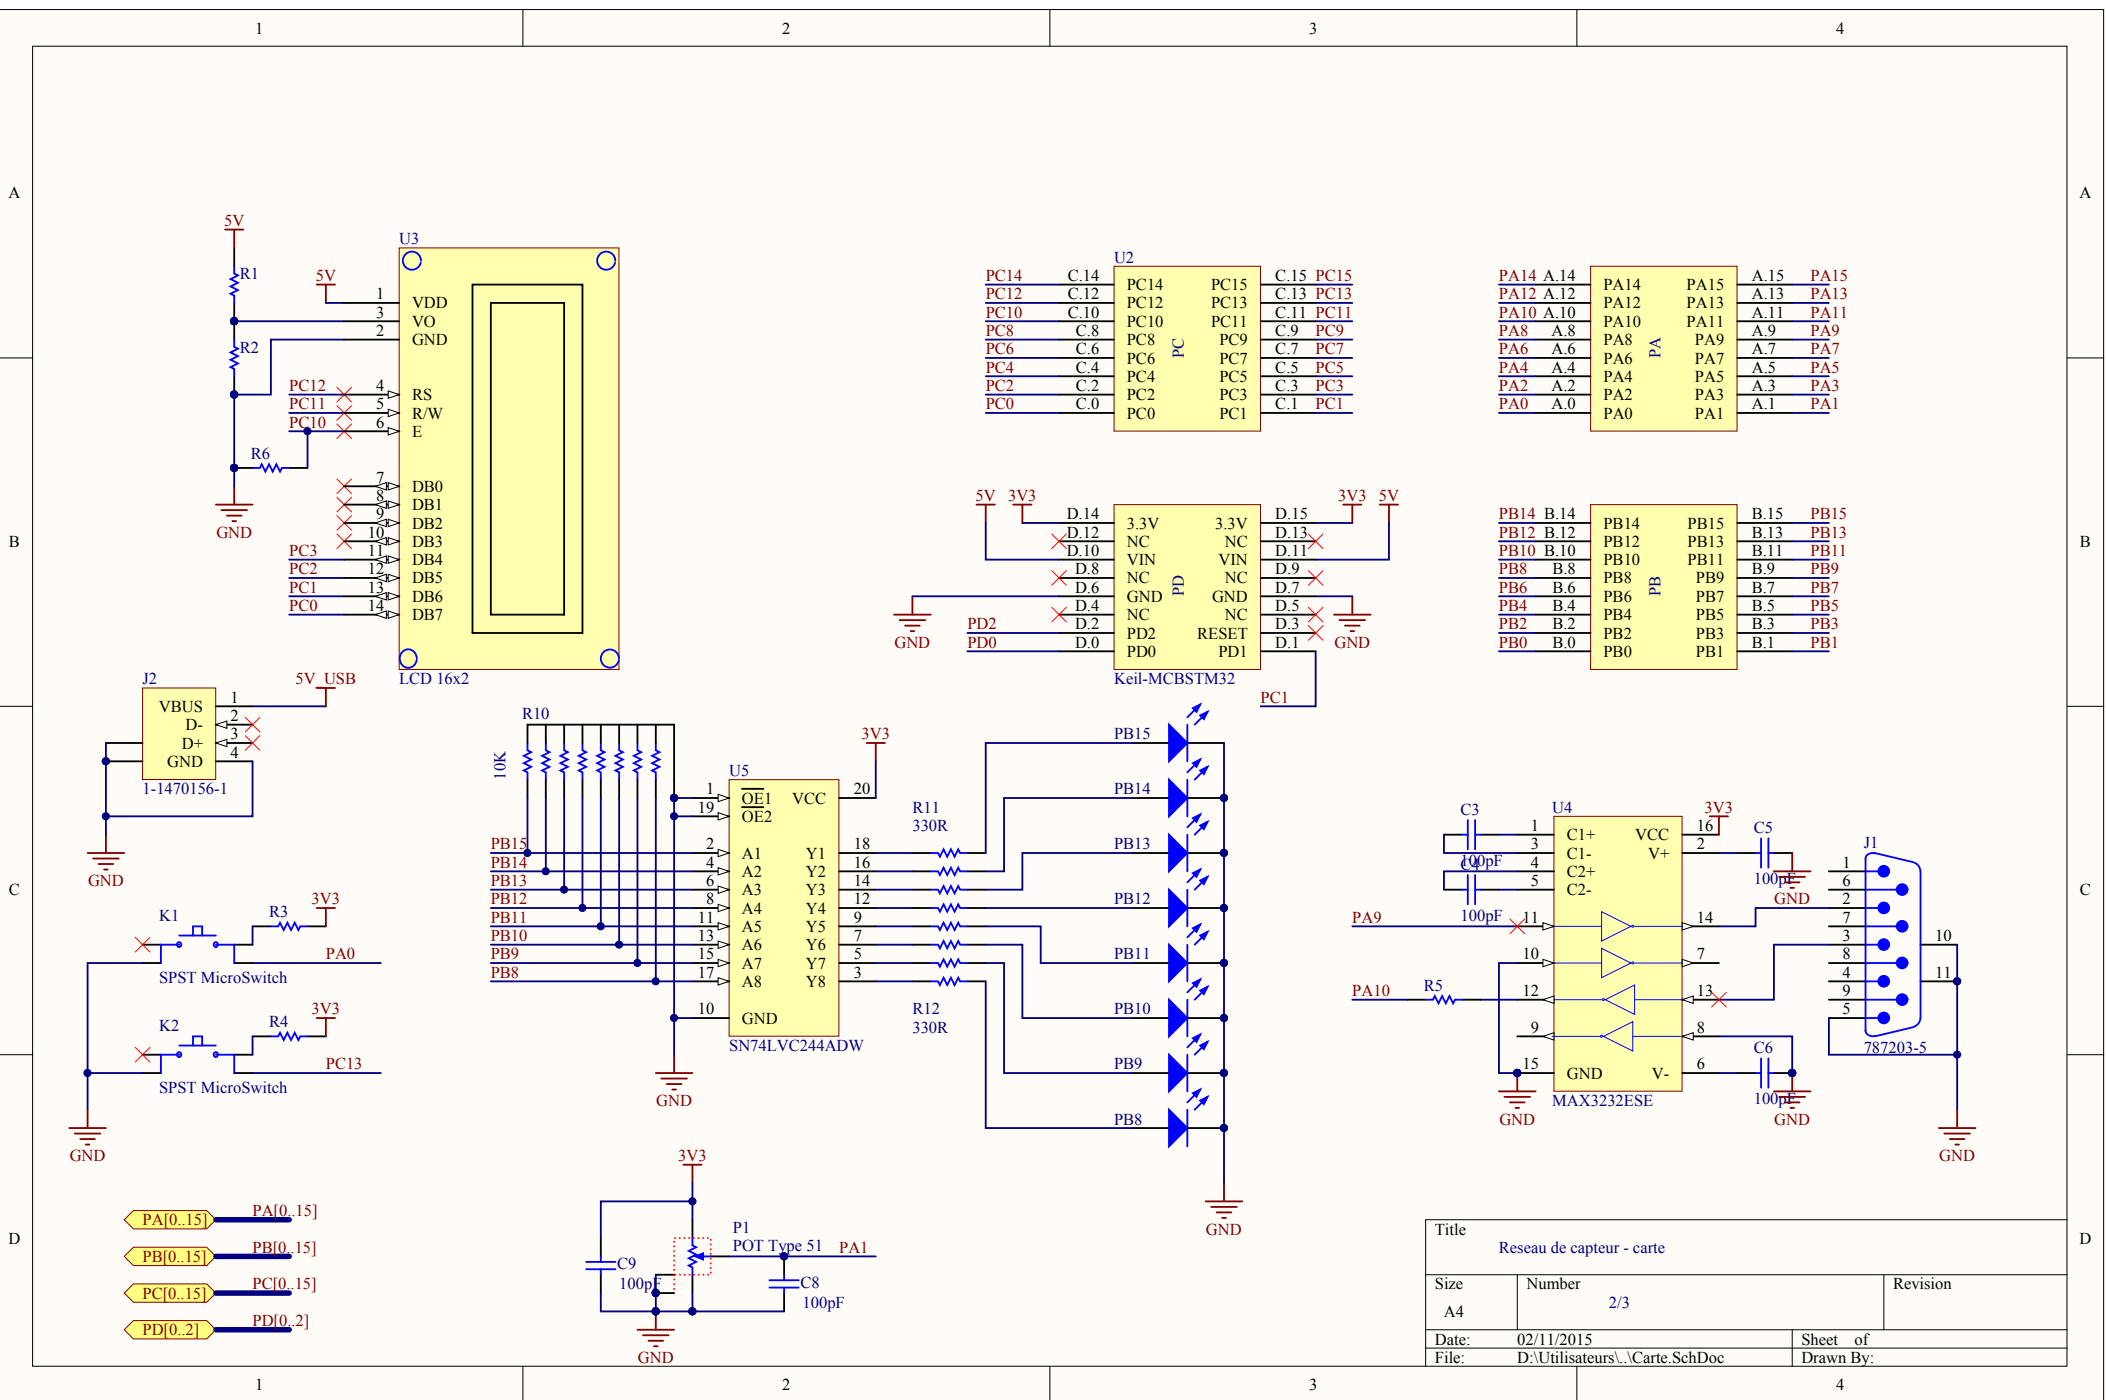 1 2 3 4
A A
B B
C C
D D
5V
R1
R2
5V
U3
1 VDD
3 VO
2 GND
PC12 4 RS
PC11 5 R/W
PC10 6 E
R6
GND
7 DB0
8 DB1
9 DB2
10 DB3
PC3 11 DB4
PC2 12 DB5
PC1 13 DB6
PC0 14 DB7
LCD 16x2
U2
PC14 C.14 PC14 PC15 C.15 PC15
PC12 C.12 PC12 PC13 C.13 PC13
PC10 C.10 PC10 PC11 C.11 PC11
PC8 C.8 PC8 PC9 C.9 PC9
PC6 C.6 PC6 PC7 C.7 PC7
PC4 C.4 PC4 PC5 C.5 PC5
PC2 C.2 PC2 PC3 C.3 PC3
PC0 C.0 PC0 PC1 C.1 PC1
PC
PA14 A.14 PA14 PA15 A.15 PA15
PA12 A.12 PA12 PA13 A.13 PA13
PA10 A.10 PA10 PA11 A.11 PA11
PA8 A.8 PA8 PA9 A.9 PA9
PA6 A.6 PA6 PA7 A.7 PA7
PA4 A.4 PA4 PA5 A.5 PA5
PA2 A.2 PA2 PA3 A.3 PA3
PA0 A.0 PA0 PA1 A.1 PA1
PA
5V 3V3 3V3 5V
D.14 3.3V 3.3V D.15
D.12 NC NC D.13
D.10 VIN VIN D.11
D.8 NC NC D.9
D.6 GND GND D.7
D.4 NC NC D.5
PD2 D.2 PD2 RESET D.3
PD0 D.0 PD0 PD1 D.1
PD
GND GND
Keil-MCBSTM32
PC1
PB14 B.14 PB14 PB15 B.15 PB15
PB12 B.12 PB12 PB13 B.13 PB13
PB10 B.10 PB10 PB11 B.11 PB11
PB8 B.8 PB8 PB9 B.9 PB9
PB6 B.6 PB6 PB7 B.7 PB7
PB4 B.4 PB4 PB5 B.5 PB5
PB2 B.2 PB2 PB3 B.3 PB3
PB0 B.0 PB0 PB1 B.1 PB1
PB
J2
5V_USB
VBUS 1
D- 2
D+ 3
GND 4
1-1470156-1
GND
K1 R3 3V3
PA0
SPST MicroSwitch
K2 R4 3V3
PC13
SPST MicroSwitch
GND
R10
10K
3V3
U5
1 OE1 VCC 20
19 OE2
PB15 2 A1 Y1 18
PB14 4 A2 Y2 16
PB13 6 A3 Y3 14
PB12 8 A4 Y4 12
PB11 11 A5 Y5 9
PB10 13 A6 Y6 7
PB9 15 A7 Y7 5
PB8 17 A8 Y8 3
10 GND
SN74LVC244ADW
GND
R11
330R
R12
330R
PB15
PB14
PB13
PB12
PB11
PB10
PB9
PB8
GND
C3
100pF
C4
100pF
U4
3V3
1 C1+ VCC 16
3 C1- V+ 2
4 C2+
5 C2-
C5
100pF
GND
PA9 11 14
10 7
PA10 R5 12 13
9 8
15 GND V- 6
MAX3232ESE
GND
C6
100pF
GND
J1
1
6
2
7
3
8
4
9
5
10
11
787203-5
GND
3V3
P1
POT Type 51
PA1
C9
100pF
C8
100pF
GND
PA[0..15] PA[0..15]
PB[0..15] PB[0..15]
PC[0..15] PC[0..15]
PD[0..2] PD[0..2]
Title
Reseau de capteur - carte
Size Number Revision
A4 2/3
Date: 02/11/2015 Sheet of
File: D:\Utilisateurs\..\Carte.SchDoc Drawn By:
1 2 3 4